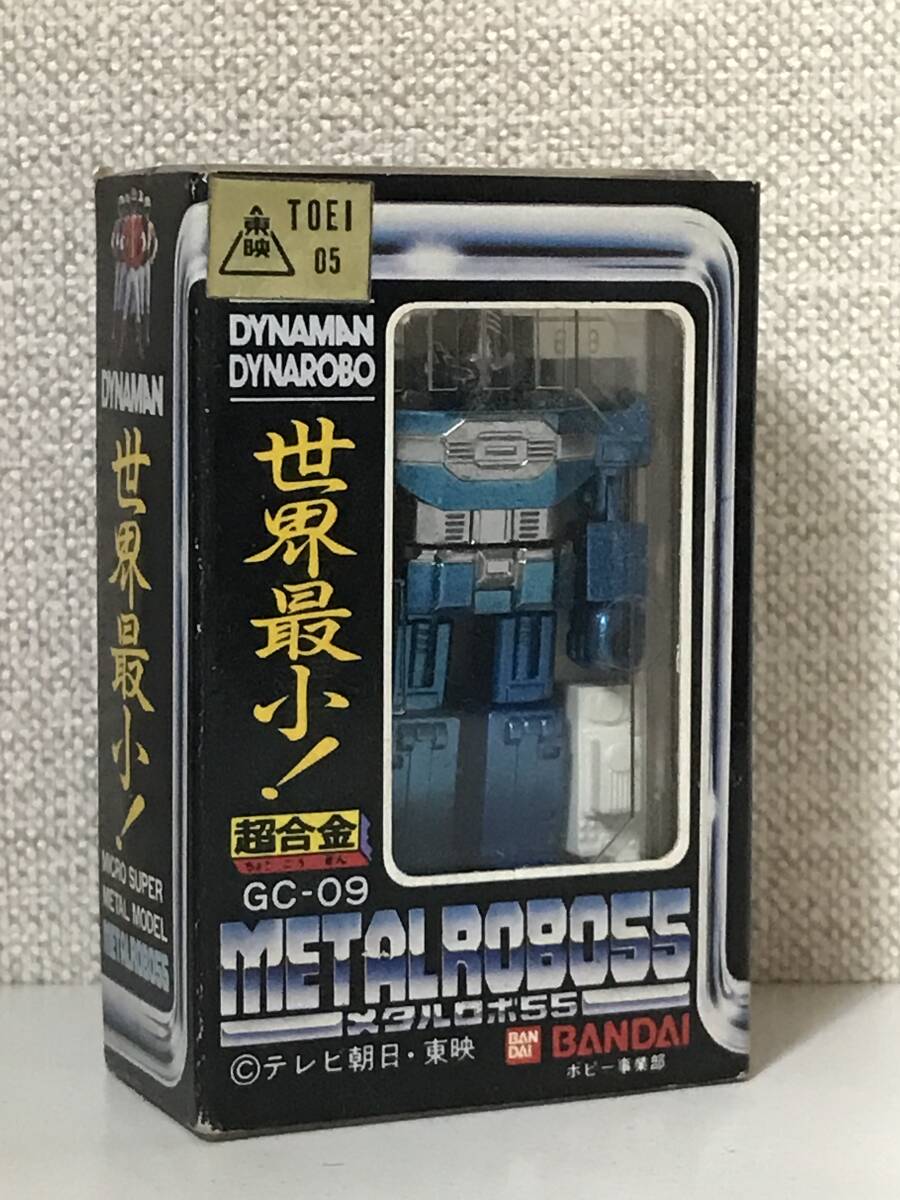 東映
TOEI
05
DYNAMAN
DYNAROBO
世界最小!
超合金
ちょうごうきん
GC-09
METALROBO55
メタルロボ55
©テレビ朝日・東映
BAN
DAI
BANDAI
ポピー事業部
DYNAMAN
世界最小!
MICRO SUPER
METAL MODEL
METALROBO55